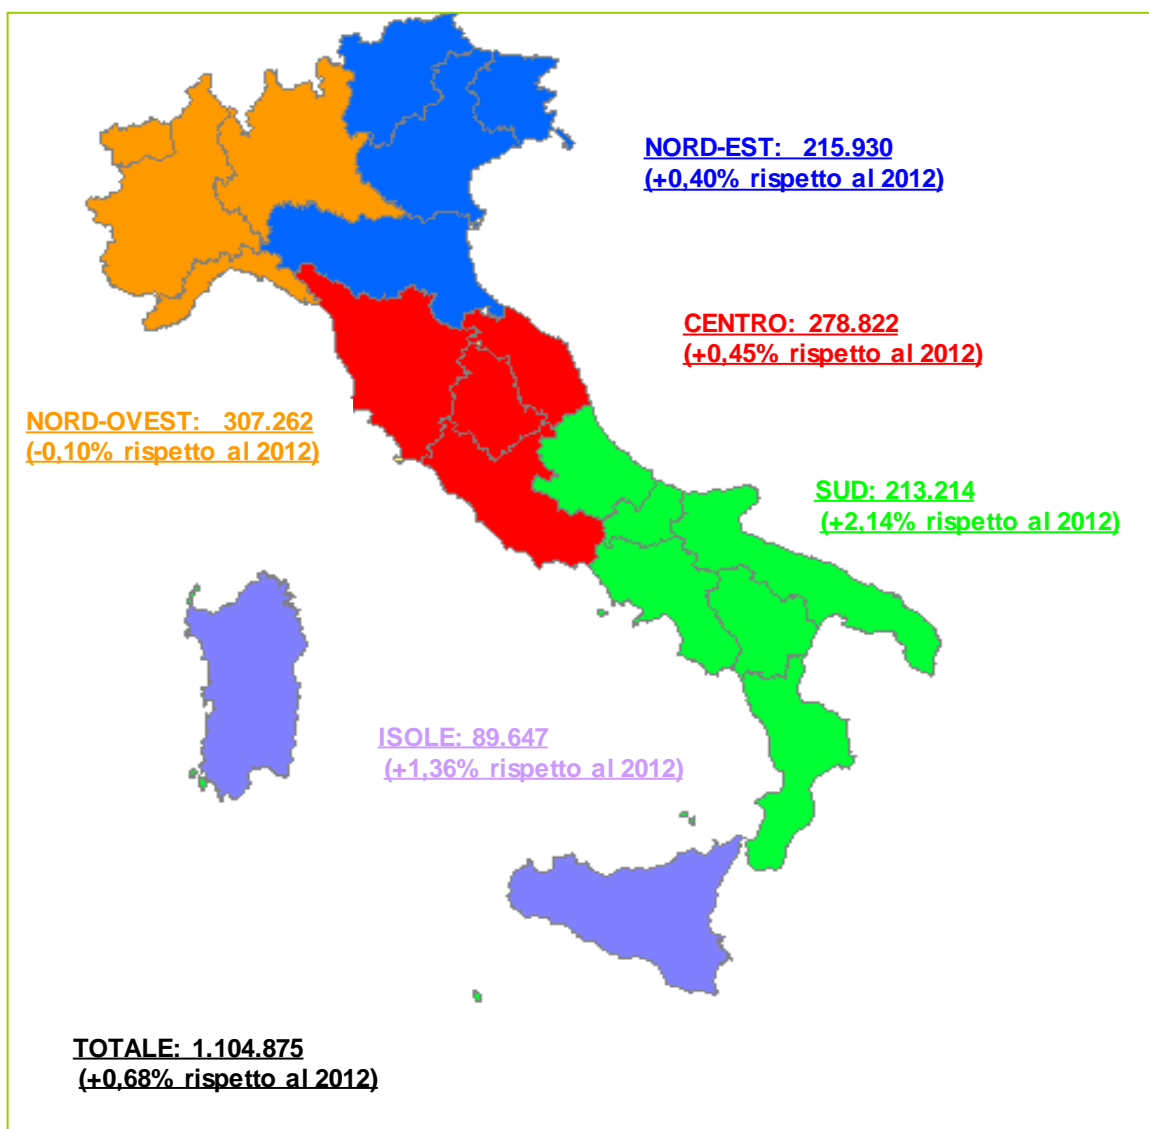 NORD-EST: 215.930
(+0,40% rispetto al 2012)
CENTRO: 278.822
(+0,45% rispetto al 2012)
NORD-OVEST: 307.262
(-0,10% rispetto al 2012)
SUD: 213.214
(+2,14% rispetto al 2012)
ISOLE: 89.647
(+1,36% rispetto al 2012)
TOTALE: 1.104.875
(+0,68% rispetto al 2012)